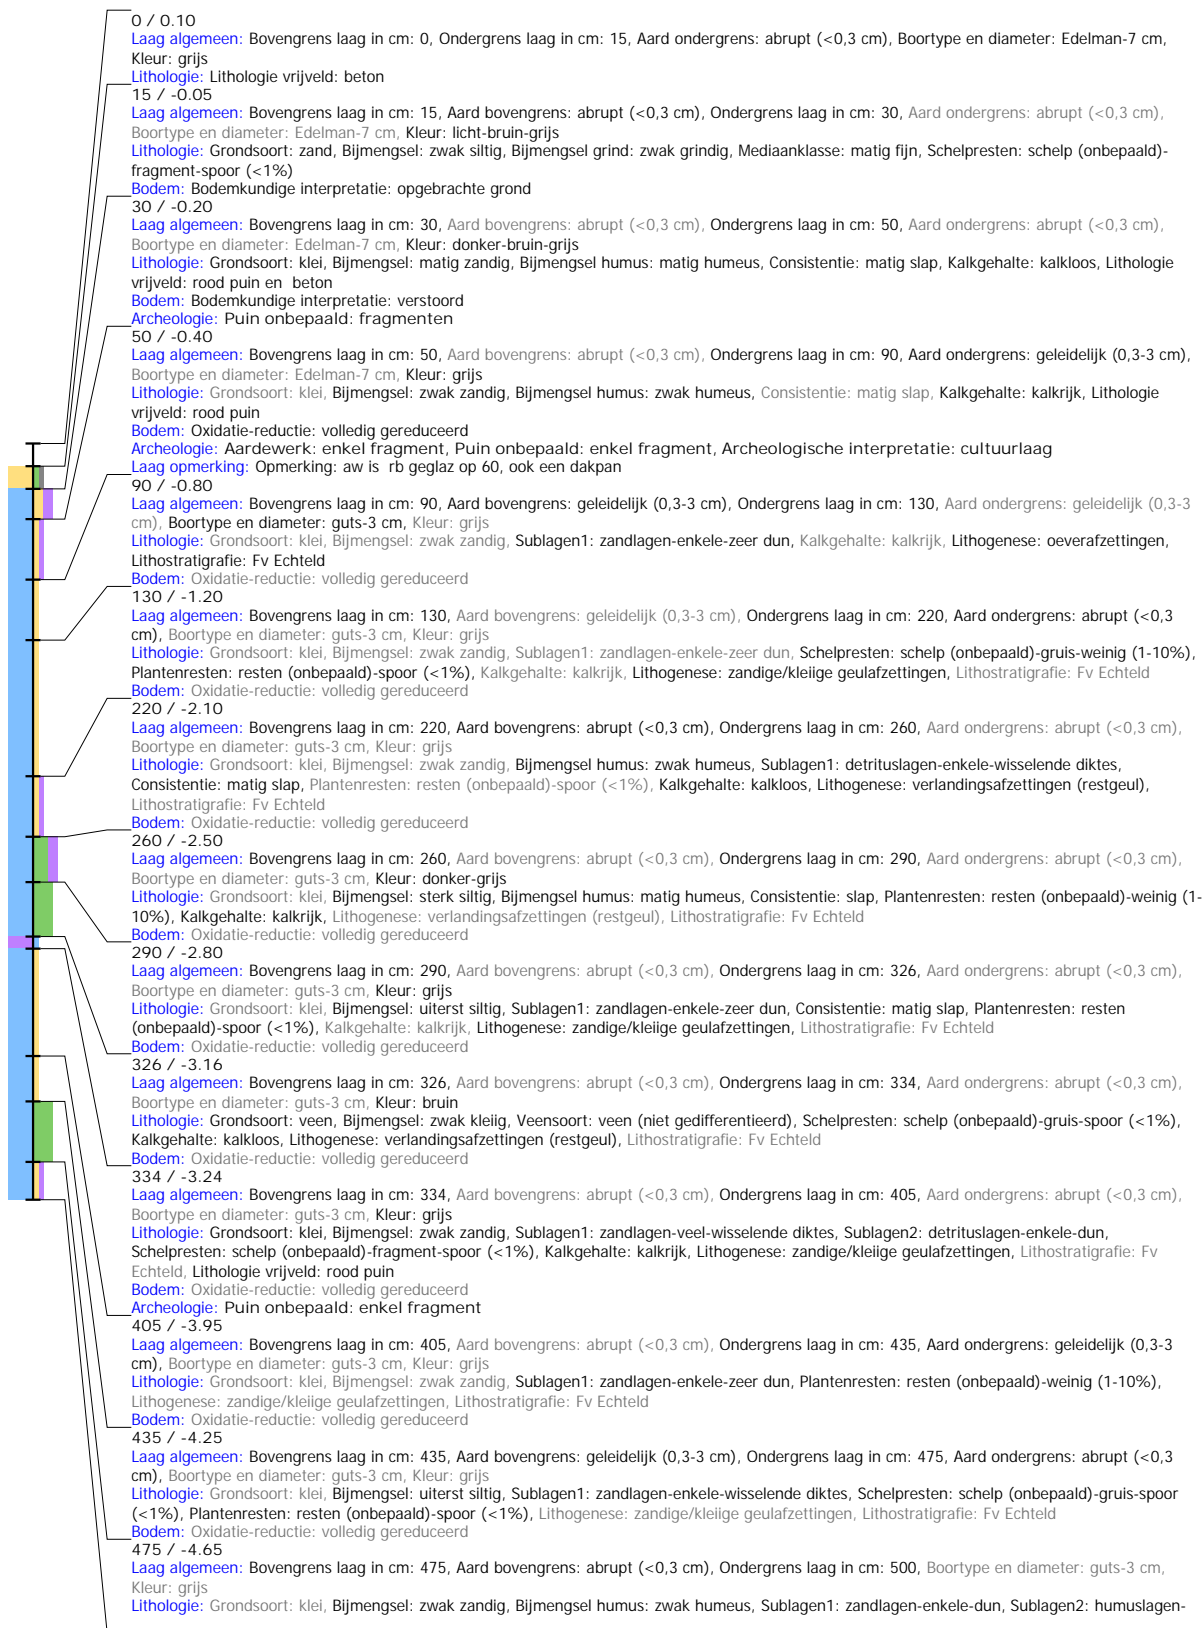 0 / 0.10
Laag algemeen: Bovengrens laag in cm: 0, Ondergrens laag in cm: 15, Aard ondergrens: abrupt (<0,3 cm), Boortype en diameter: Edelman-7 cm,
Kleur: grijs
Lithologie: Lithologie vrijveld: beton
15 / -0.05
Laag algemeen: Bovengrens laag in cm: 15, Aard bovengrens: abrupt (<0,3 cm), Ondergrens laag in cm: 30, Aard ondergrens: abrupt (<0,3 cm),
Boortype en diameter: Edelman-7 cm, Kleur: licht-bruin-grijs
Lithologie: Grondsoort: zand, Bijmengsel: zwak siltig, Bijmengsel grind: zwak grindig, Mediaanklasse: matig fijn, Schelpresten: schelp (onbepaald)-
fragment-spoor (<1%)
Bodem: Bodemkundige interpretatie: opgebrachte grond
30 / -0.20
Laag algemeen: Bovengrens laag in cm: 30, Aard bovengrens: abrupt (<0,3 cm), Ondergrens laag in cm: 50, Aard ondergrens: abrupt (<0,3 cm),
Boortype en diameter: Edelman-7 cm, Kleur: donker-bruin-grijs
Lithologie: Grondsoort: klei, Bijmengsel: matig zandig, Bijmengsel humus: matig humeus, Consistentie: matig slap, Kalkgehalte: kalkloos, Lithologie
vrijveld: rood puin en  beton
Bodem: Bodemkundige interpretatie: verstoord
Archeologie: Puin onbepaald: fragmenten
50 / -0.40
Laag algemeen: Bovengrens laag in cm: 50, Aard bovengrens: abrupt (<0,3 cm), Ondergrens laag in cm: 90, Aard ondergrens: geleidelijk (0,3-3 cm),
Boortype en diameter: Edelman-7 cm, Kleur: grijs
Lithologie: Grondsoort: klei, Bijmengsel: zwak zandig, Bijmengsel humus: zwak humeus, Consistentie: matig slap, Kalkgehalte: kalkrijk, Lithologie
vrijveld: rood puin
Bodem: Oxidatie-reductie: volledig gereduceerd
Archeologie: Aardewerk: enkel fragment, Puin onbepaald: enkel fragment, Archeologische interpretatie: cultuurlaag
Laag opmerking: Opmerking: aw is  rb geglaz op 60, ook een dakpan
90 / -0.80
Laag algemeen: Bovengrens laag in cm: 90, Aard bovengrens: geleidelijk (0,3-3 cm), Ondergrens laag in cm: 130, Aard ondergrens: geleidelijk (0,3-3
cm), Boortype en diameter: guts-3 cm, Kleur: grijs
Lithologie: Grondsoort: klei, Bijmengsel: zwak zandig, Sublagen1: zandlagen-enkele-zeer dun, Kalkgehalte: kalkrijk, Lithogenese: oeverafzettingen,
Lithostratigrafie: Fv Echteld
Bodem: Oxidatie-reductie: volledig gereduceerd
130 / -1.20
Laag algemeen: Bovengrens laag in cm: 130, Aard bovengrens: geleidelijk (0,3-3 cm), Ondergrens laag in cm: 220, Aard ondergrens: abrupt (<0,3
cm), Boortype en diameter: guts-3 cm, Kleur: grijs
Lithologie: Grondsoort: klei, Bijmengsel: zwak zandig, Sublagen1: zandlagen-enkele-zeer dun, Schelpresten: schelp (onbepaald)-gruis-weinig (1-10%),
Plantenresten: resten (onbepaald)-spoor (<1%), Kalkgehalte: kalkrijk, Lithogenese: zandige/kleiige geulafzettingen, Lithostratigrafie: Fv Echteld
Bodem: Oxidatie-reductie: volledig gereduceerd
220 / -2.10
Laag algemeen: Bovengrens laag in cm: 220, Aard bovengrens: abrupt (<0,3 cm), Ondergrens laag in cm: 260, Aard ondergrens: abrupt (<0,3 cm),
Boortype en diameter: guts-3 cm, Kleur: grijs
Lithologie: Grondsoort: klei, Bijmengsel: zwak zandig, Bijmengsel humus: zwak humeus, Sublagen1: detrituslagen-enkele-wisselende diktes,
Consistentie: matig slap, Plantenresten: resten (onbepaald)-spoor (<1%), Kalkgehalte: kalkloos, Lithogenese: verlandingsafzettingen (restgeul),
Lithostratigrafie: Fv Echteld
Bodem: Oxidatie-reductie: volledig gereduceerd
260 / -2.50
Laag algemeen: Bovengrens laag in cm: 260, Aard bovengrens: abrupt (<0,3 cm), Ondergrens laag in cm: 290, Aard ondergrens: abrupt (<0,3 cm),
Boortype en diameter: guts-3 cm, Kleur: donker-grijs
Lithologie: Grondsoort: klei, Bijmengsel: sterk siltig, Bijmengsel humus: matig humeus, Consistentie: slap, Plantenresten: resten (onbepaald)-weinig (1-
10%), Kalkgehalte: kalkrijk, Lithogenese: verlandingsafzettingen (restgeul), Lithostratigrafie: Fv Echteld
Bodem: Oxidatie-reductie: volledig gereduceerd
290 / -2.80
Laag algemeen: Bovengrens laag in cm: 290, Aard bovengrens: abrupt (<0,3 cm), Ondergrens laag in cm: 326, Aard ondergrens: abrupt (<0,3 cm),
Boortype en diameter: guts-3 cm, Kleur: grijs
Lithologie: Grondsoort: klei, Bijmengsel: uiterst siltig, Sublagen1: zandlagen-enkele-zeer dun, Consistentie: matig slap, Plantenresten: resten
(onbepaald)-spoor (<1%), Kalkgehalte: kalkrijk, Lithogenese: zandige/kleiige geulafzettingen, Lithostratigrafie: Fv Echteld
Bodem: Oxidatie-reductie: volledig gereduceerd
326 / -3.16
Laag algemeen: Bovengrens laag in cm: 326, Aard bovengrens: abrupt (<0,3 cm), Ondergrens laag in cm: 334, Aard ondergrens: abrupt (<0,3 cm),
Boortype en diameter: guts-3 cm, Kleur: bruin
Lithologie: Grondsoort: veen, Bijmengsel: zwak kleiig, Veensoort: veen (niet gedifferentieerd), Schelpresten: schelp (onbepaald)-gruis-spoor (<1%),
Kalkgehalte: kalkloos, Lithogenese: verlandingsafzettingen (restgeul), Lithostratigrafie: Fv Echteld
Bodem: Oxidatie-reductie: volledig gereduceerd
334 / -3.24
Laag algemeen: Bovengrens laag in cm: 334, Aard bovengrens: abrupt (<0,3 cm), Ondergrens laag in cm: 405, Aard ondergrens: abrupt (<0,3 cm),
Boortype en diameter: guts-3 cm, Kleur: grijs
Lithologie: Grondsoort: klei, Bijmengsel: zwak zandig, Sublagen1: zandlagen-veel-wisselende diktes, Sublagen2: detrituslagen-enkele-dun,
Schelpresten: schelp (onbepaald)-fragment-spoor (<1%), Kalkgehalte: kalkrijk, Lithogenese: zandige/kleiige geulafzettingen, Lithostratigrafie: Fv
Echteld, Lithologie vrijveld: rood puin
Bodem: Oxidatie-reductie: volledig gereduceerd
Archeologie: Puin onbepaald: enkel fragment
405 / -3.95
Laag algemeen: Bovengrens laag in cm: 405, Aard bovengrens: abrupt (<0,3 cm), Ondergrens laag in cm: 435, Aard ondergrens: geleidelijk (0,3-3
cm), Boortype en diameter: guts-3 cm, Kleur: grijs
Lithologie: Grondsoort: klei, Bijmengsel: zwak zandig, Sublagen1: zandlagen-enkele-zeer dun, Plantenresten: resten (onbepaald)-weinig (1-10%),
Lithogenese: zandige/kleiige geulafzettingen, Lithostratigrafie: Fv Echteld
Bodem: Oxidatie-reductie: volledig gereduceerd
435 / -4.25
Laag algemeen: Bovengrens laag in cm: 435, Aard bovengrens: geleidelijk (0,3-3 cm), Ondergrens laag in cm: 475, Aard ondergrens: abrupt (<0,3
cm), Boortype en diameter: guts-3 cm, Kleur: grijs
Lithologie: Grondsoort: klei, Bijmengsel: uiterst siltig, Sublagen1: zandlagen-enkele-wisselende diktes, Schelpresten: schelp (onbepaald)-gruis-spoor
(<1%), Plantenresten: resten (onbepaald)-spoor (<1%), Lithogenese: zandige/kleiige geulafzettingen, Lithostratigrafie: Fv Echteld
Bodem: Oxidatie-reductie: volledig gereduceerd
475 / -4.65
Laag algemeen: Bovengrens laag in cm: 475, Aard bovengrens: abrupt (<0,3 cm), Ondergrens laag in cm: 500, Boortype en diameter: guts-3 cm,
Kleur: grijs
Lithologie: Grondsoort: klei, Bijmengsel: zwak zandig, Bijmengsel humus: zwak humeus, Sublagen1: zandlagen-enkele-dun, Sublagen2: humuslagen-